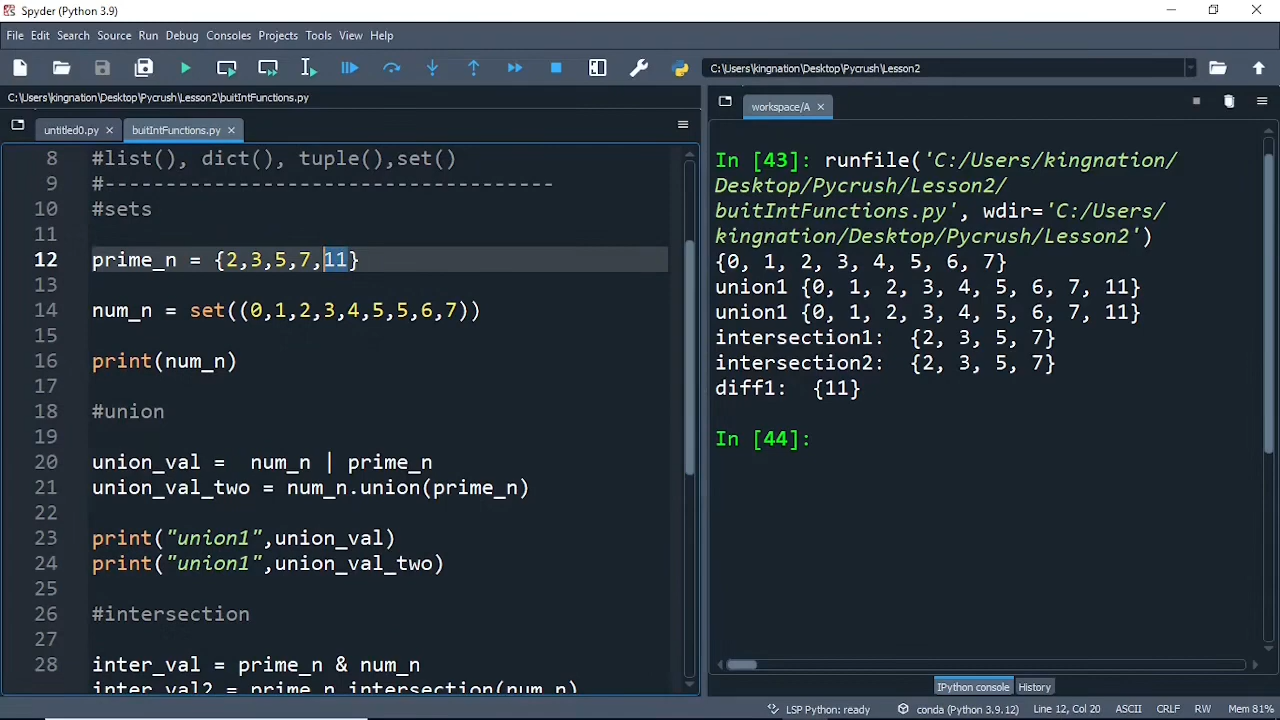 Spyder (Python 3.9)
File Edit Search Source Run Debug Consoles Projects Tools View Help
C:\Users\kingnation\Desktop\Pycrush\Lesson2
C:\Users\kingnation\Desktop\Pycrush\Lesson2\buitIntFunctions.py
untitled0.py
buitIntFunctions.py
8 #list(), dict(), tuple(),set()
9 #-------------------------------------
10 #sets
11
12 prime_n = {2,3,5,7,11}
13
14 num_n = set((0,1,2,3,4,5,5,6,7))
15
16 print(num_n)
17
18 #union
19
20 union_val =  num_n | prime_n
21 union_val_two = num_n.union(prime_n)
22
23 print("union1",union_val)
24 print("union1",union_val_two)
25
26 #intersection
27
28 inter_val = prime_n & num_n
inter_val2 = prime_n.intersection(num_n)
workspace/A
In [43]: runfile('C:/Users/kingnation/
Desktop/Pycrush/Lesson2/
buitIntFunctions.py', wdir='C:/Users/
kingnation/Desktop/Pycrush/Lesson2')
{0, 1, 2, 3, 4, 5, 6, 7}
union1 {0, 1, 2, 3, 4, 5, 6, 7, 11}
union1 {0, 1, 2, 3, 4, 5, 6, 7, 11}
intersection1:  {2, 3, 5, 7}
intersection2:  {2, 3, 5, 7}
diff1:  {11}
In [44]:
IPython console History
LSP Python: ready conda (Python 3.9.12) Line 12, Col 20 ASCII CRLF RW Mem 81%